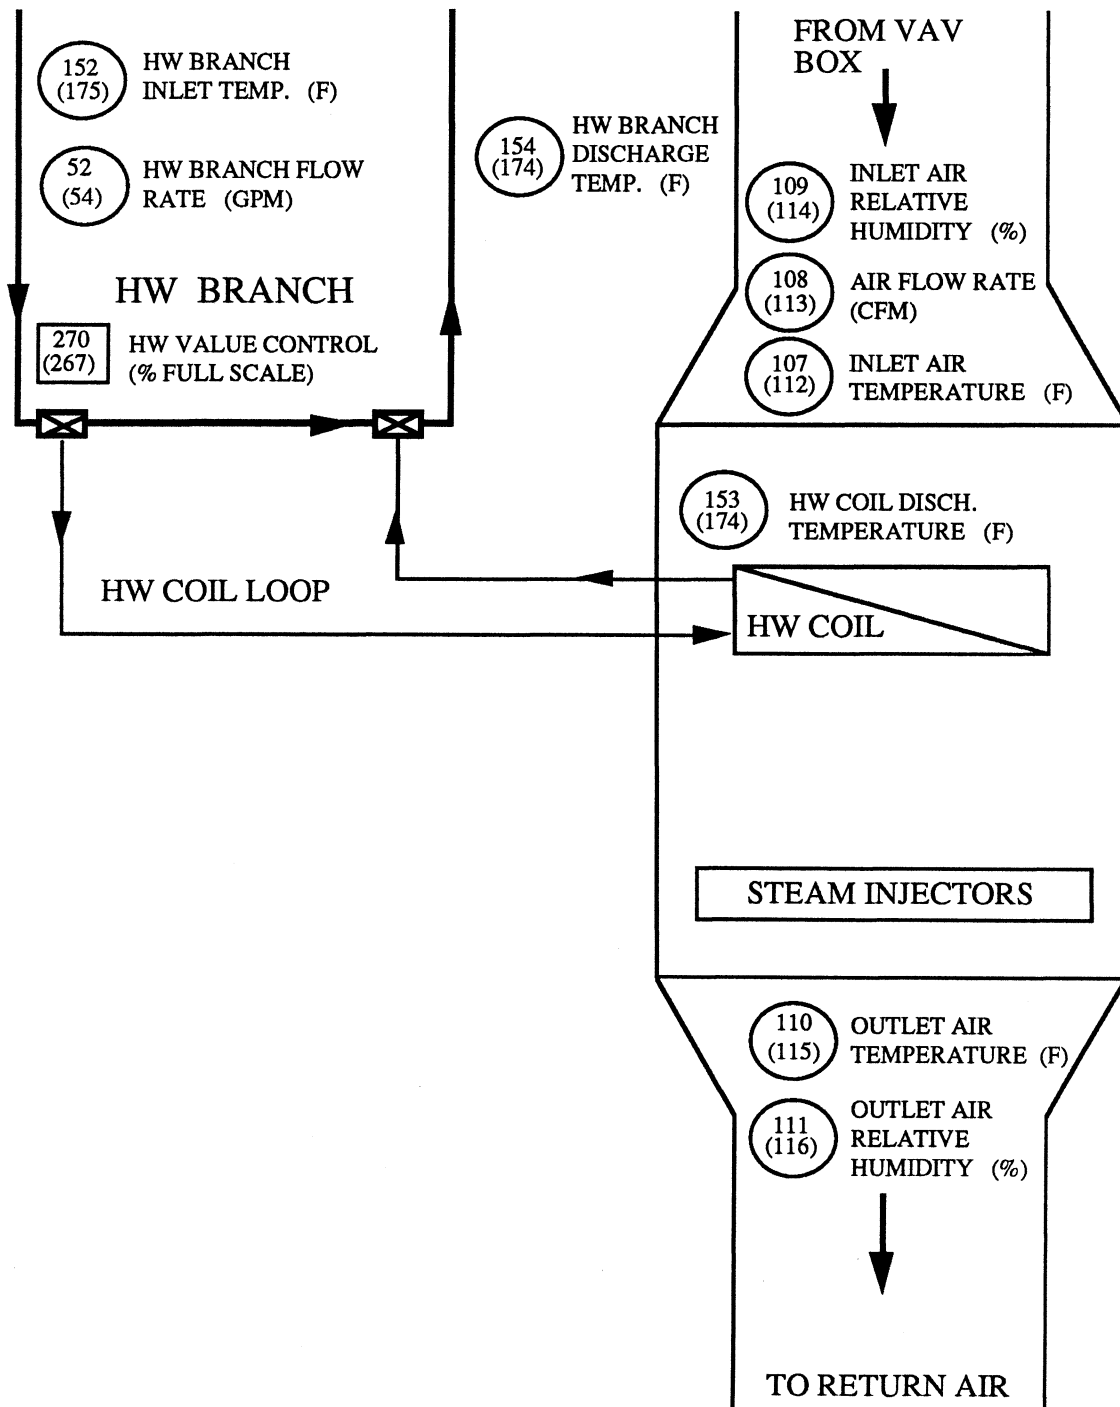 152
(175)
HW BRANCH
INLET TEMP. (F)
52
(54)
HW BRANCH FLOW
RATE (GPM)
HW BRANCH
270
(267)
HW VALUE CONTROL
(% FULL SCALE)
154
(174)
HW BRANCH
DISCHARGE
TEMP. (F)
FROM VAV
BOX
109
(114)
INLET AIR
RELATIVE
HUMIDITY (%)
108
(113)
AIR FLOW RATE
(CFM)
107
(112)
INLET AIR
TEMPERATURE (F)
153
(174)
HW COIL DISCH.
TEMPERATURE (F)
HW COIL LOOP
HW COIL
STEAM INJECTORS
110
(115)
OUTLET AIR
TEMPERATURE (F)
111
(116)
OUTLET AIR
RELATIVE
HUMIDITY (%)
TO RETURN AIR